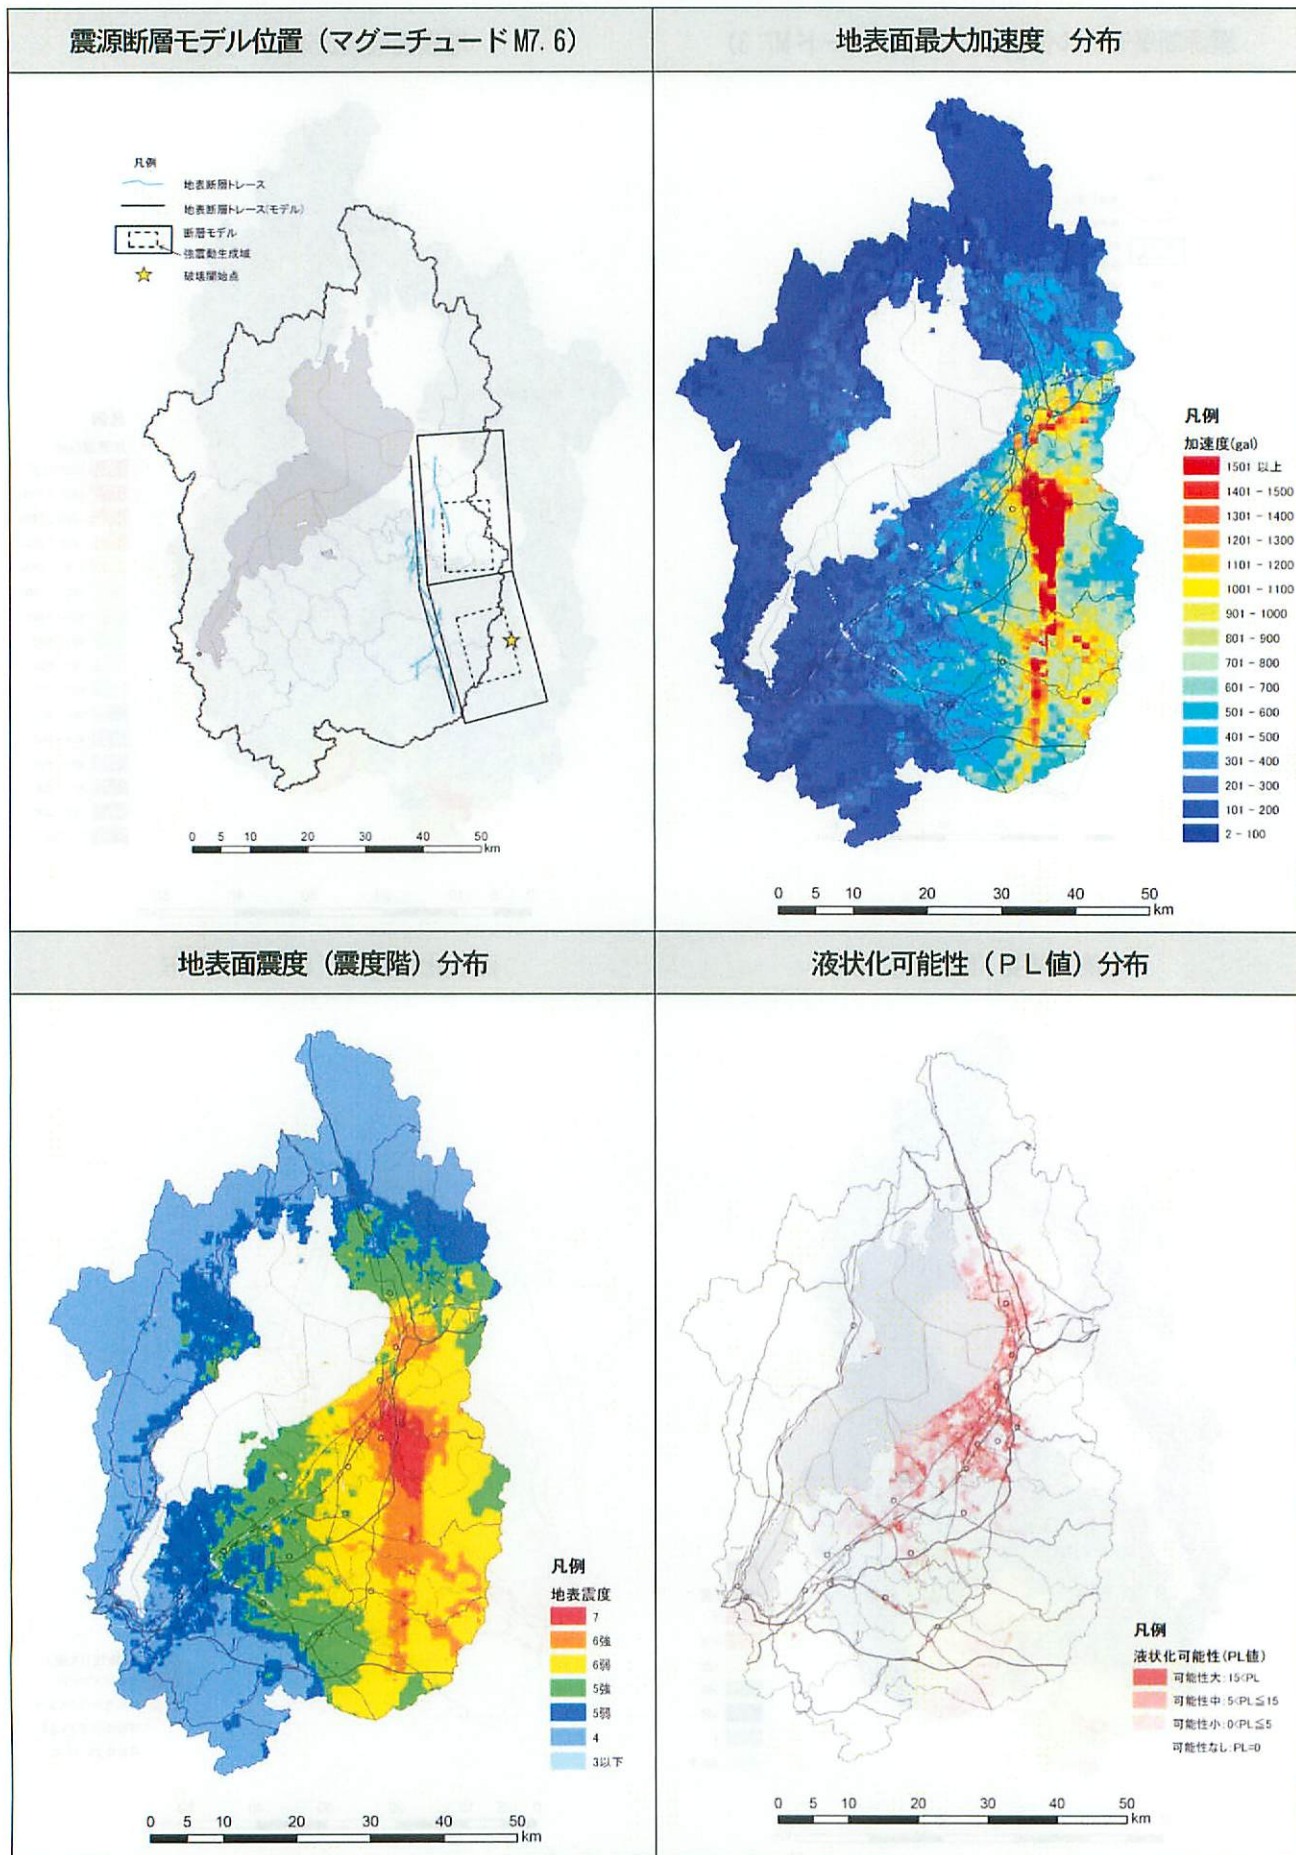 震源断層モデル位置（マグニチュードM7.6）
地表面最大加速度 分布
凡例
地表断層トレース
地表断層トレース(モデル)
断層モデル
強震動生成域
破壊開始点
0 5 10 20 30 40 50
km
凡例
加速度(gal)
1501 以上
1401 - 1500
1301 - 1400
1201 - 1300
1101 - 1200
1001 - 1100
901 - 1000
801 - 900
701 - 800
601 - 700
501 - 600
401 - 500
301 - 400
201 - 300
101 - 200
2 - 100
0 5 10 20 30 40 50
km
地表面震度（震度階）分布
液状化可能性（ＰＬ値）分布
凡例
地表震度
7
6強
6弱
5強
5弱
4
3以下
0 5 10 20 30 40 50
km
凡例
液状化可能性(PL値)
可能性大:15<PL
可能性中:5<PL≦15
可能性小:0<PL≦5
可能性なし:PL=0
0 5 10 20 30 40 50
km